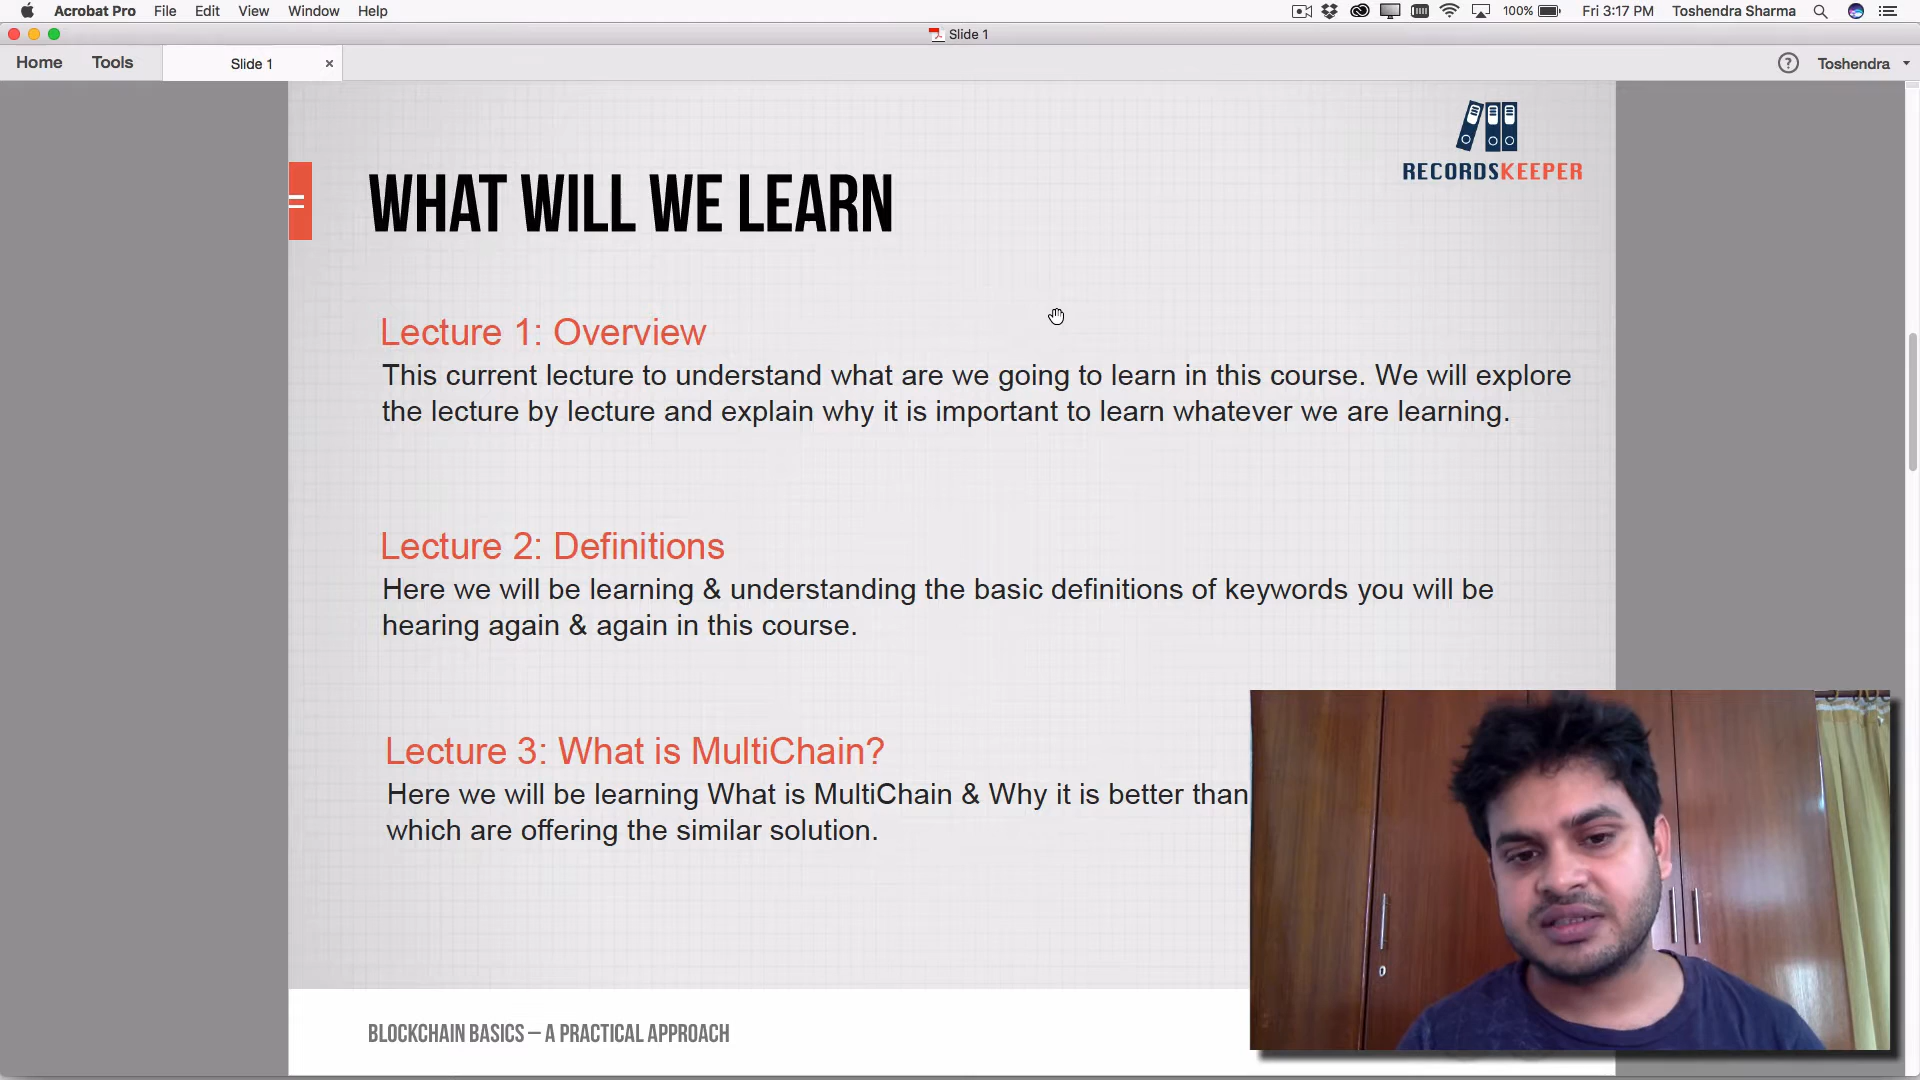 Acrobat Pro File Edit View Window Help 100% Fri 3:17 PM Toshendra Sharma
Slide 1
Home Tools Slide 1 × ? Toshendra
RECORDSKEEPER
WHAT WILL WE LEARN
Lecture 1: Overview
This current lecture to understand what are we going to learn in this course. We will explore
the lecture by lecture and explain why it is important to learn whatever we are learning.
Lecture 2: Definitions
Here we will be learning & understanding the basic definitions of keywords you will be
hearing again & again in this course.
Lecture 3: What is MultiChain?
Here we will be learning What is MultiChain & Why it is better than
which are offering the similar solution.
BLOCKCHAIN BASICS – A PRACTICAL APPROACH